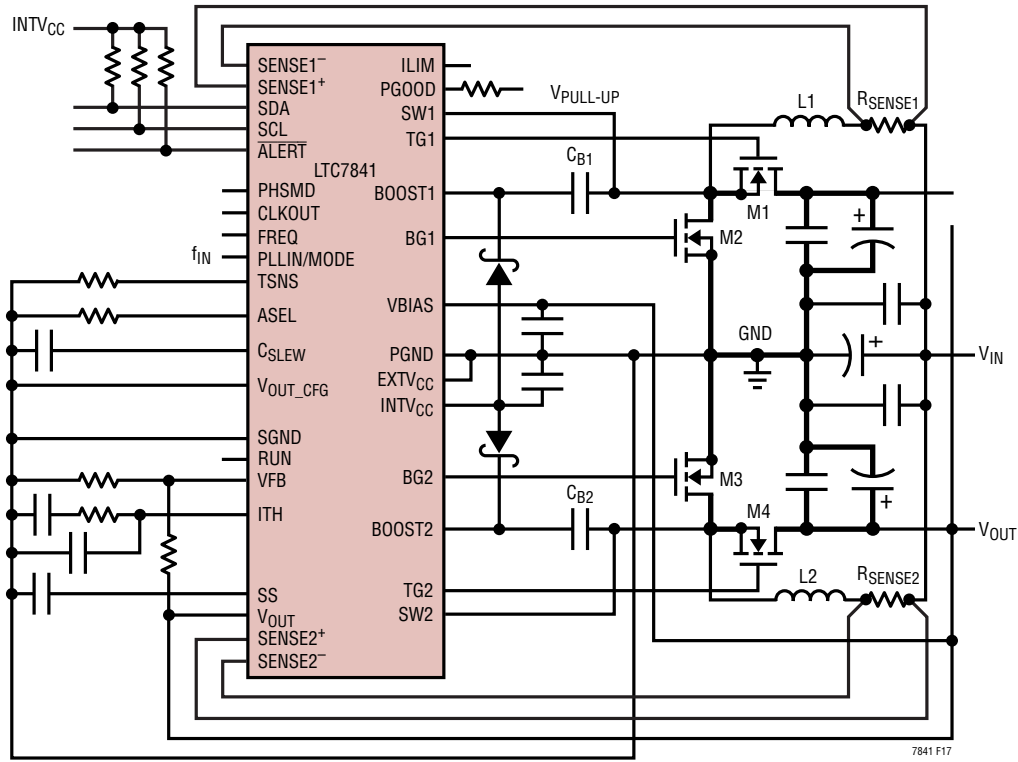 INTVCC
SENSE1–
SENSE1+
SDA
SCL
ALERT
PHSMD
CLKOUT
FREQ
fIN
PLLIN/MODE
TSNS
ASEL
CSLEW
VOUT_CFG
SGND
RUN
VFB
ITH
SS
VOUT
SENSE2+
SENSE2–
LTC7841
ILIM
PGOOD
SW1
TG1
BOOST1
BG1
VBIAS
PGND
EXTVCC
INTVCC
BG2
BOOST2
TG2
SW2
VPULL-UP
CB1
CB2
L1
RSENSE1
M1
M2
+
GND
+
VIN
M3
M4
+
VOUT
L2
RSENSE2
7841 F17